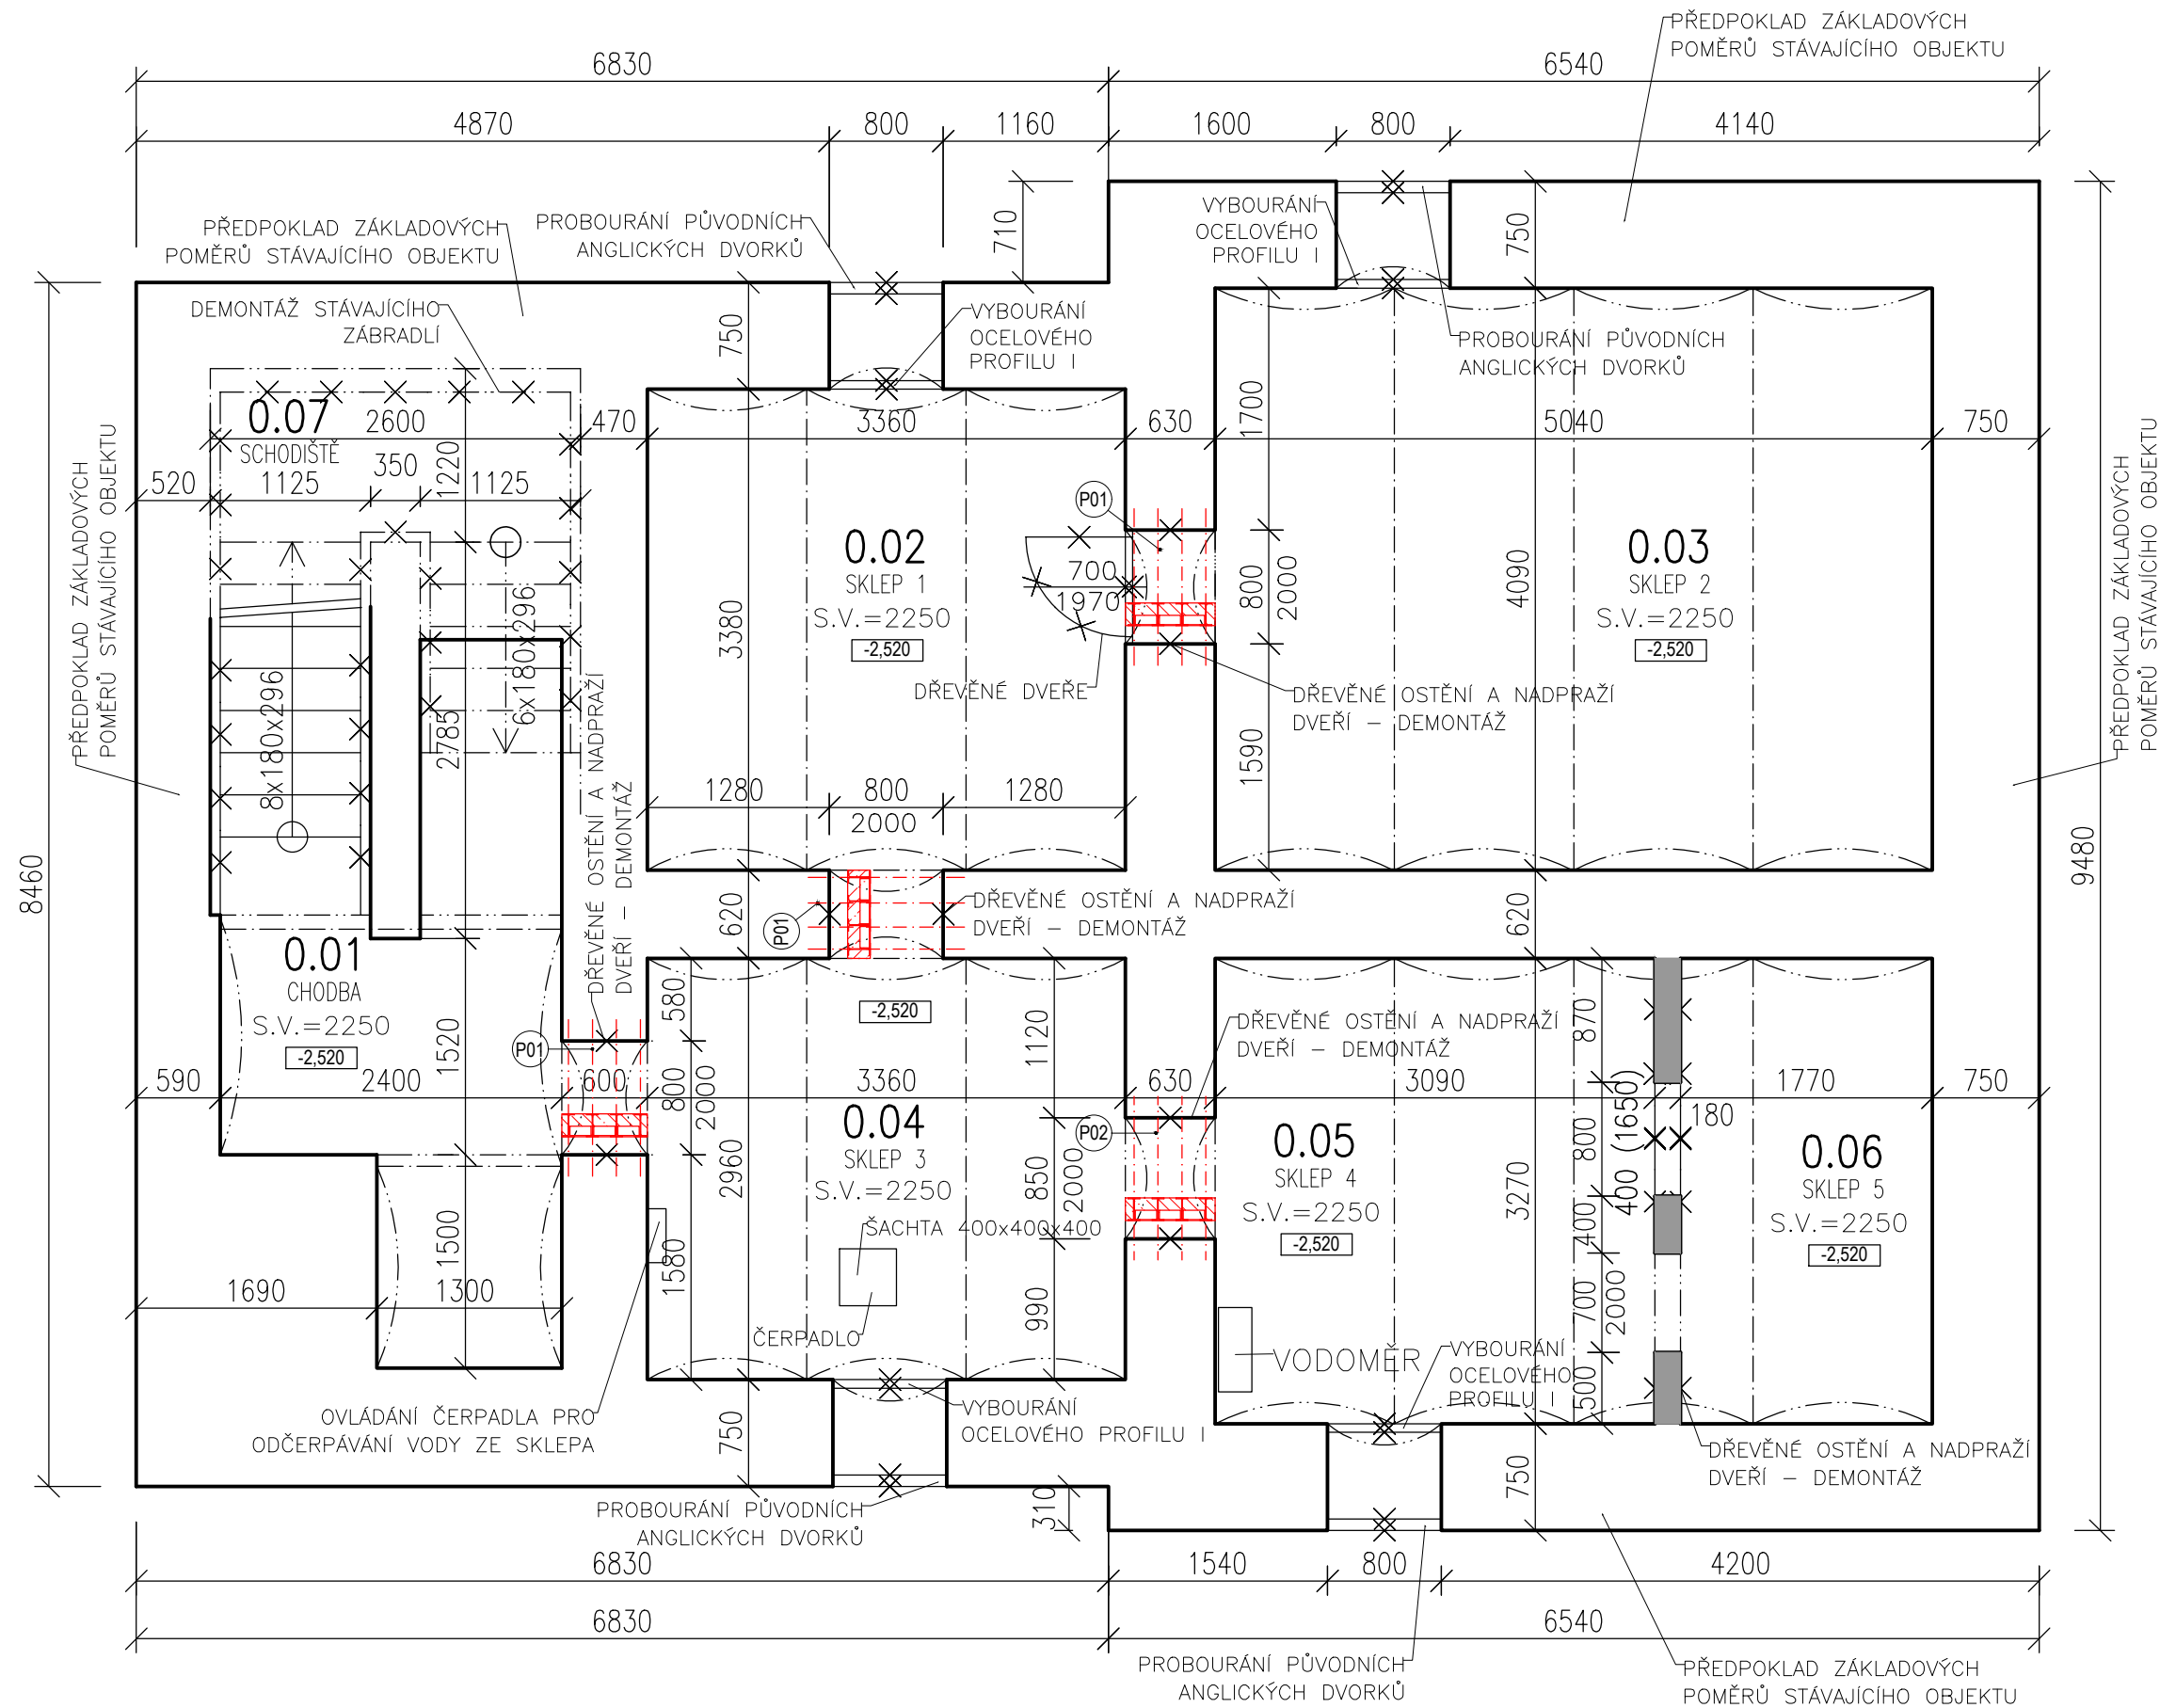 PŘEDPOKLAD ZÁKLADOVÝCH
POMĚRŮ STÁVAJÍCÍHO OBJEKTU
6830
6540
4870
800
1160
1600
800
4140
710
PŘEDPOKLAD ZÁKLADOVÝCH
POMĚRŮ STÁVAJÍCÍHO OBJEKTU
PROBOURÁNÍ PŮVODNÍCH
ANGLICKÝCH DVORKŮ
VYBOURÁNÍ
OCELOVÉHO
PROFILU I
750
DEMONTÁŽ STÁVAJÍCÍHO
ZÁBRADLÍ
750
VYBOURÁNÍ
OCELOVÉHO
PROFILU I
PROBOURÁNÍ PŮVODNÍCH
ANGLICKÝCH DVORKŮ
0.07
SCHODIŠTĚ
2600
470
3360
630
1700
5040
750
520
1125
350
1125
1220
PŘEDPOKLAD ZÁKLADOVÝCH
POMĚRŮ STÁVAJÍCÍHO OBJEKTU
PŘEDPOKLAD ZÁKLADOVÝCH
POMĚRŮ STÁVAJÍCÍHO OBJEKTU
P01
0.02
SKLEP 1
S.V.=2250
-2,520
700
1970
800
2000
0.03
SKLEP 2
S.V.=2250
-2,520
3380
4090
8x180x296
2785
6x180x296
DŘEVĚNÉ DVEŘE
DŘEVĚNÉ OSTĚNÍ A NADPRAŽÍ
DVEŘÍ – DEMONTÁŽ
1590
DŘEVĚNÉ OSTĚNÍ A NADPRAŽÍ
DVEŘÍ – DEMONTÁŽ
1280
800
1280
2000
8460
9480
620
P01
DŘEVĚNÉ OSTĚNÍ A NADPRAŽÍ
DVEŘÍ – DEMONTÁŽ
620
0.01
CHODBA
S.V.=2250
-2,520
1520
P01
580
-2,520
1120
DŘEVĚNÉ OSTĚNÍ A NADPRAŽÍ
DVEŘÍ – DEMONTÁŽ
870
590
2400
600
800
2000
3360
630
3090
400 (1650)
180
1770
750
0.04
SKLEP 3
S.V.=2250
2960
P02
850
2000
0.05
SKLEP 4
S.V.=2250
-2,520
3270
800
0.06
SKLEP 5
S.V.=2250
-2,520
400
1500
1580
ŠACHTA 400x400x400
1690
1300
990
700
2000
ČERPADLO
VODOMĚR
VYBOURÁNÍ
OCELOVÉHO
PROFILU I
500
OVLÁDÁNÍ ČERPADLA PRO
ODČERPÁVÁNÍ VODY ZE SKLEPA
750
VYBOURÁNÍ
OCELOVÉHO PROFILU I
DŘEVĚNÉ OSTĚNÍ A NADPRAŽÍ
DVEŘÍ – DEMONTÁŽ
750
PROBOURÁNÍ PŮVODNÍCH
ANGLICKÝCH DVORKŮ
310
6830
1540
800
4200
6830
6540
PROBOURÁNÍ PŮVODNÍCH
ANGLICKÝCH DVORKŮ
PŘEDPOKLAD ZÁKLADOVÝCH
POMĚRŮ STÁVAJÍCÍHO OBJEKTU